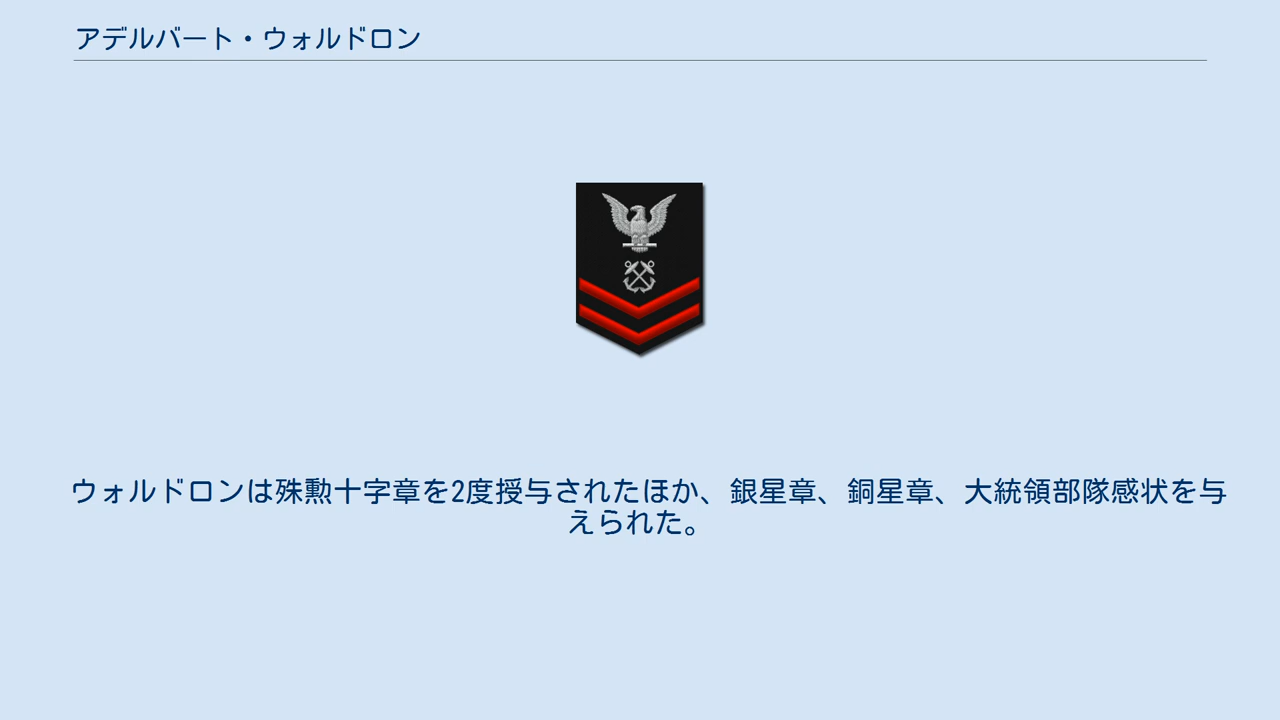 アデルバート・ウォルドロン
ウォルドロンは殊勲十字章を2度授与されたほか、銀星章、銅星章、大統領部隊感状を与
えられた。